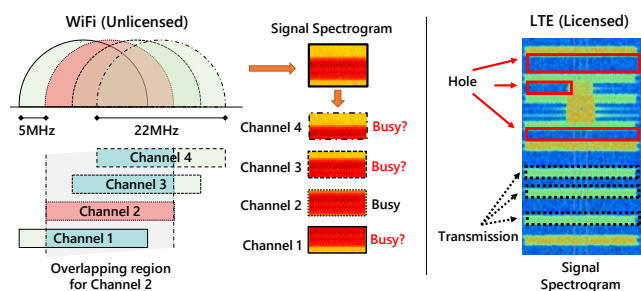 WiFi (Unlicensed)
5MHz
22MHz
Channel 4
Channel 3
Channel 2
Channel 1
Overlapping region
for Channel 2
Signal Spectrogram
Channel 4 Busy?
Channel 3 Busy?
Channel 2 Busy
Channel 1 Busy?
LTE (Licensed)
Hole
Transmission
Signal
Spectrogram